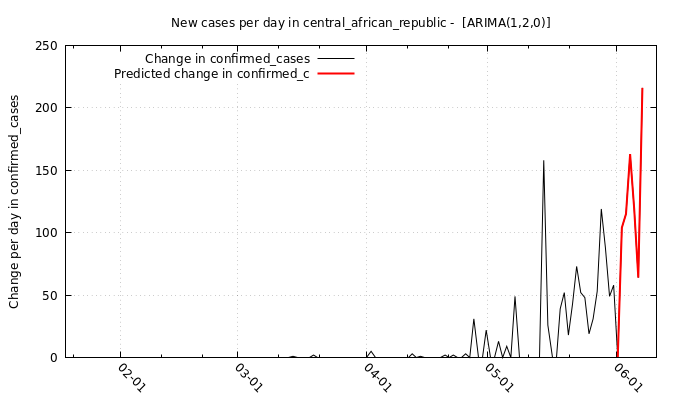 New cases per day in central_african_republic -  [ARIMA(1,2,0)]
250
200
150
100
50
0
Change per day in confirmed_cases
Change in confirmed_cases
Predicted change in confirmed_c
02-01
03-01
04-01
05-01
06-01